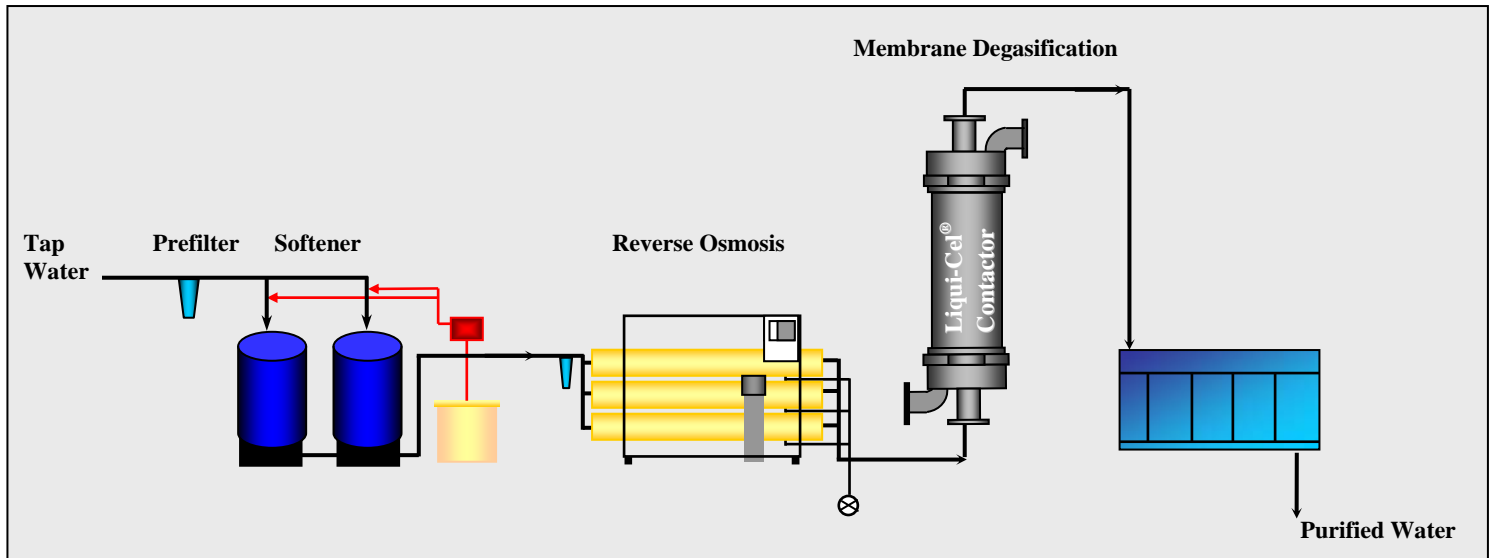 Membrane Degasification
Tap
Water
Prefilter
Softener
Reverse Osmosis
Liqui-Cel®
Contactor
Purified Water